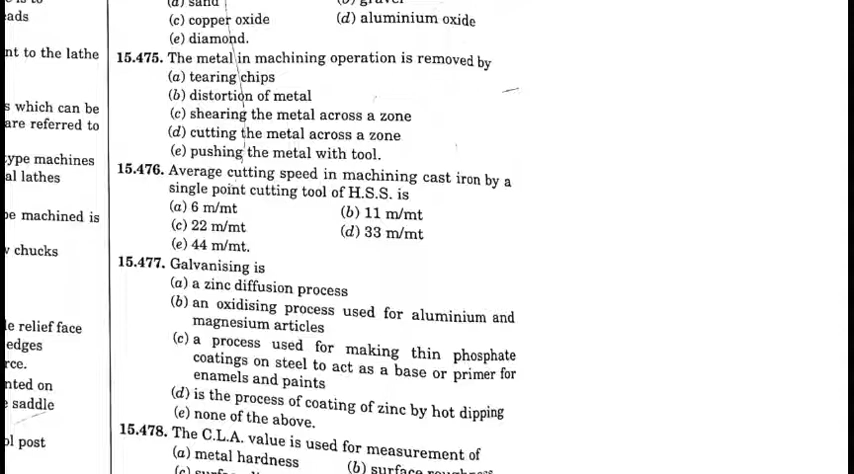 ads
nt to the lathe
s which can be
are referred to
ype machines
al lathes
be machined is
chucks
le relief face
edges
rce.
nted on
saddle
ol post
(a) sand
(c) copper oxide (d) aluminium oxide
(e) diamond.
15.475. The metal in machining operation is removed by
(a) tearing chips
(b) distortion of metal
(c) shearing the metal across a zone
(d) cutting the metal across a zone
(e) pushing the metal with tool.
15.476. Average cutting speed in machining cast iron by a
single point cutting tool of H.S.S. is
(a) 6 m/mt (b) 11 m/mt
(c) 22 m/mt (d) 33 m/mt
(e) 44 m/mt.
15.477. Galvanising is
(a) a zinc diffusion process
(b) an oxidising process used for aluminium and
magnesium articles
(c) a process used for making thin phosphate
coatings on steel to act as a base or primer for
enamels and paints
(d) is the process of coating of zinc by hot dipping
(e) none of the above.
15.478. The C.L.A. value is used for measurement of
(a) metal hardness (b) surface